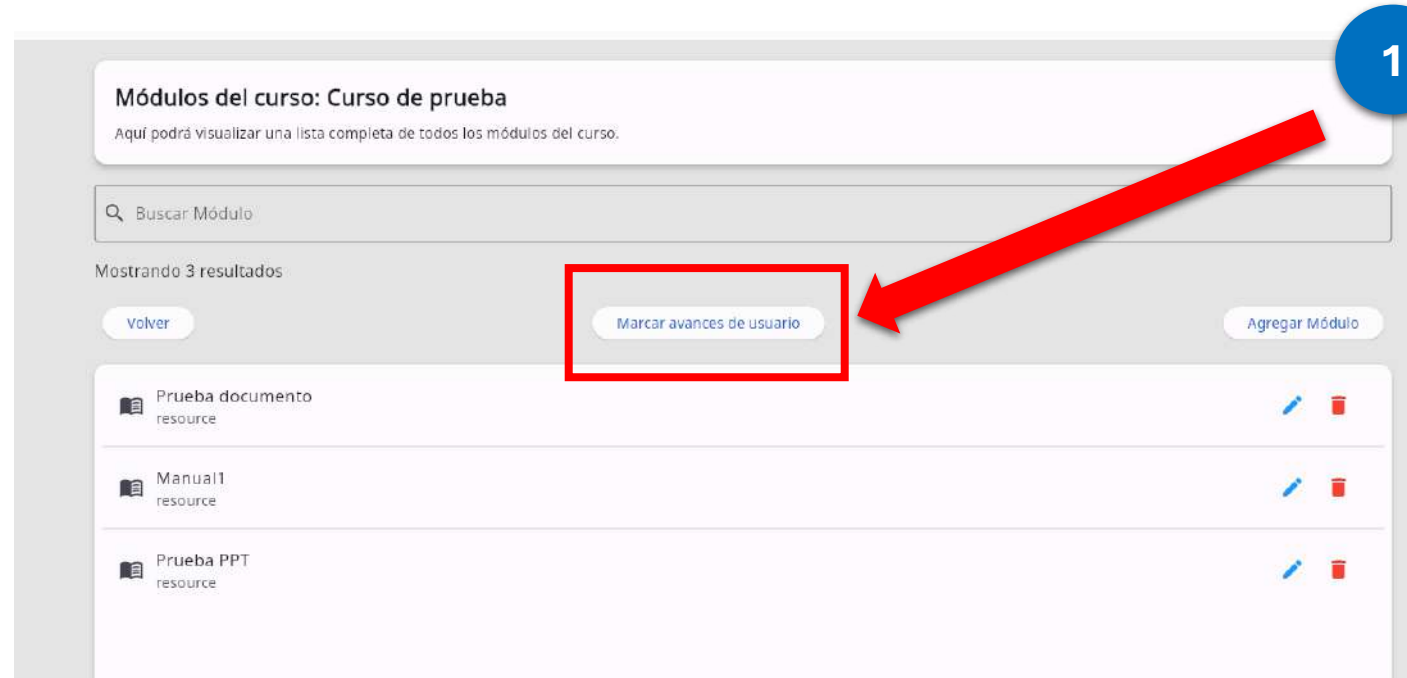 1
Módulos del curso: Curso de prueba
Aquí podrá visualizar una lista completa de todos los módulos del curso.
Buscar Módulo
Mostrando 3 resultados
Volver
Marcar avances de usuario
Agregar Módulo
Prueba documento
resource
Manual1
resource
Prueba PPT
resource